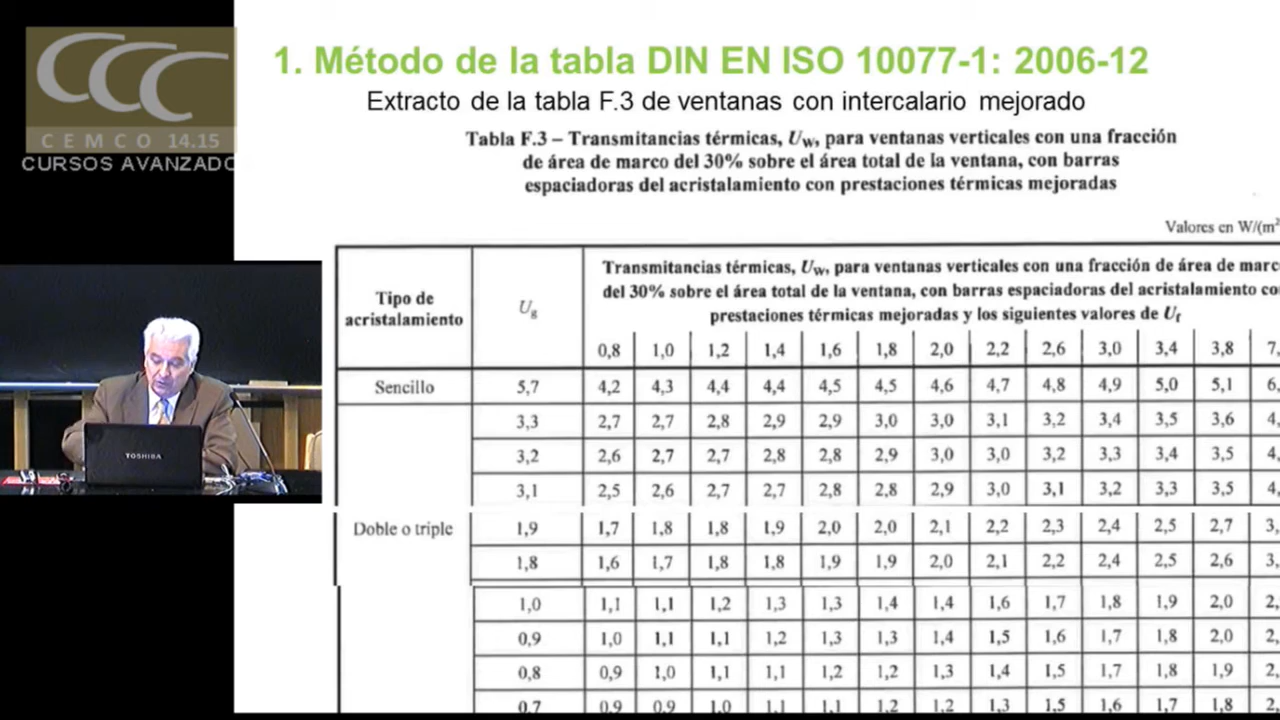 1. Método de la tabla DIN EN ISO 10077-1: 2006-12
Extracto de la tabla F.3 de ventanas con intercalario mejorado
CEMCO 14.15
CURSOS AVANZADO
Tabla F.3 – Transmitancias térmicas, Uw, para ventanas verticales con una fracción
de área de marco del 30% sobre el área total de la ventana, con barras
espaciadoras del acristalamiento con prestaciones térmicas mejoradas
Valores en W/(m²
Tipo de
acristalamiento
Ug
Transmitancias térmicas, Uw, para ventanas verticales con una fracción de área de marc
del 30% sobre el área total de la ventana, con barras espaciadoras del acristalamiento co
prestaciones térmicas mejoradas y los siguientes valores de Uf
0,8 1,0 1,2 1,4 1,6 1,8 2,0 2,2 2,6 3,0 3,4 3,8 7,
Sencillo 5,7 4,2 4,3 4,4 4,4 4,5 4,5 4,6 4,7 4,8 4,9 5,0 5,1 6,
3,3 2,7 2,7 2,8 2,9 2,9 3,0 3,0 3,1 3,2 3,4 3,5 3,6 4,
3,2 2,6 2,7 2,7 2,8 2,8 2,9 3,0 3,0 3,2 3,3 3,4 3,5 4,
3,1 2,5 2,6 2,7 2,7 2,8 2,8 2,9 3,0 3,1 3,2 3,3 3,5 4,
Doble o triple 1,9 1,7 1,8 1,8 1,9 2,0 2,0 2,1 2,2 2,3 2,4 2,5 2,7 3,
1,8 1,6 1,7 1,8 1,8 1,9 1,9 2,0 2,1 2,2 2,4 2,5 2,6 3,
1,0 1,1 1,1 1,2 1,3 1,3 1,4 1,4 1,6 1,7 1,8 1,9 2,0 2,
0,9 1,0 1,1 1,1 1,2 1,3 1,3 1,4 1,5 1,6 1,7 1,8 2,0 2,
0,8 0,9 1,0 1,1 1,1 1,2 1,2 1,3 1,4 1,5 1,7 1,8 1,9 2,
0,7 0,9 0,9 1,0 1,1 1,1 1,2 1,2 1,3 1,5 1,6 1,7 1,8 2,
TOSHIBA